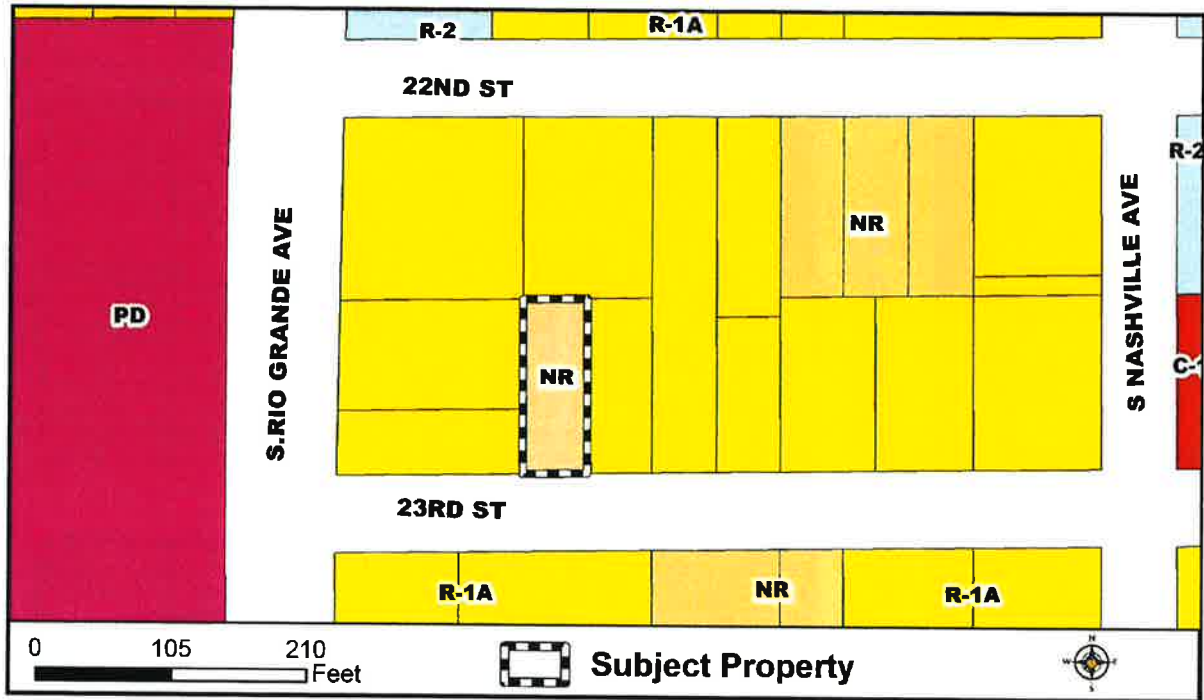 R-2
R-1A
22ND ST
R-2
NR
S.RIO GRANDE AVE
S NASHVILLE AVE
PD
C-1
NR
23RD ST
R-1A
NR
R-1A
0 105 210
Feet
Subject Property
N
W E
S